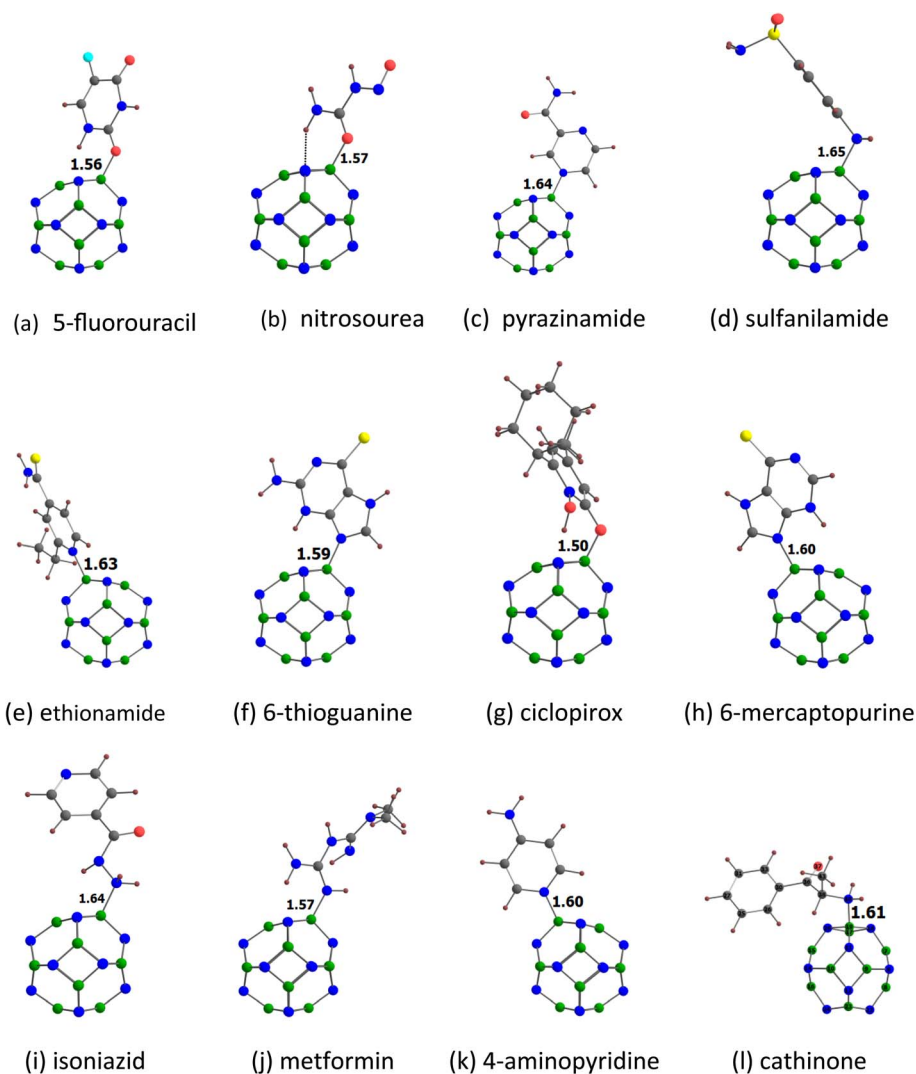 1.56
1.57
1.64
1.65
(a) 5-fluorouracil
(b) nitrosourea
(c) pyrazinamide
(d) sulfanilamide
1.63
1.59
1.50
1.60
(e) ethionamide
(f) 6-thioguanine
(g) ciclopirox
(h) 6-mercaptopurine
1.64
1.57
1.60
1.61
(i) isoniazid
(j) metformin
(k) 4-aminopyridine
(l) cathinone